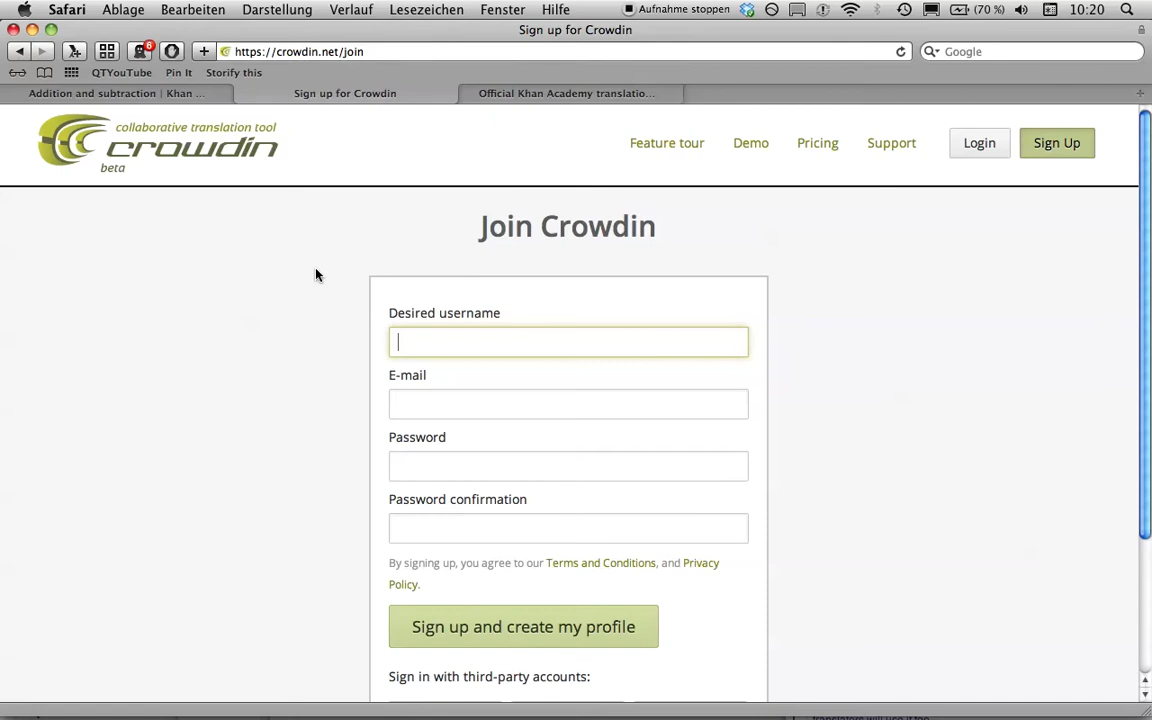 Safari Ablage Bearbeiten Darstellung Verlauf Lesezeichen Fenster Hilfe Aufnahme stoppen (70 %) 10:20
Sign up for Crowdin
6 https://crowdin.net/join Google
QTYouTube Pin It Storify this
Addition and subtraction | Khan ... Sign up for Crowdin Official Khan Academy translatio...
collaborative translation tool
crowdin
beta
Feature tour Demo Pricing Support Login Sign Up
Join Crowdin
Desired username
E-mail
Password
Password confirmation
By signing up, you agree to our Terms and Conditions, and Privacy
Policy.
Sign up and create my profile
Sign in with third-party accounts: